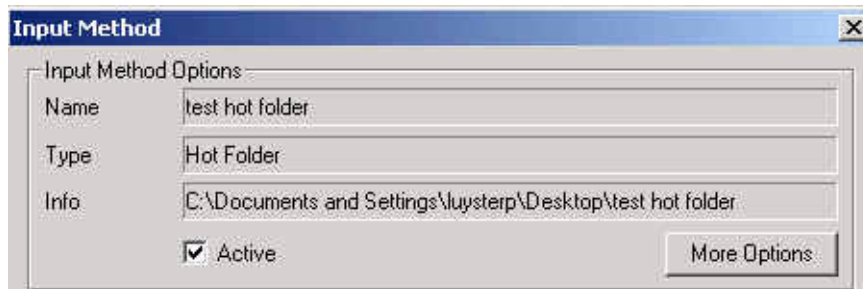 Input Method
Input Method Options
Name test hot folder
Type Hot Folder
Info C:\Documents and Settings\luysterp\Desktop\test hot folder
Active More Options